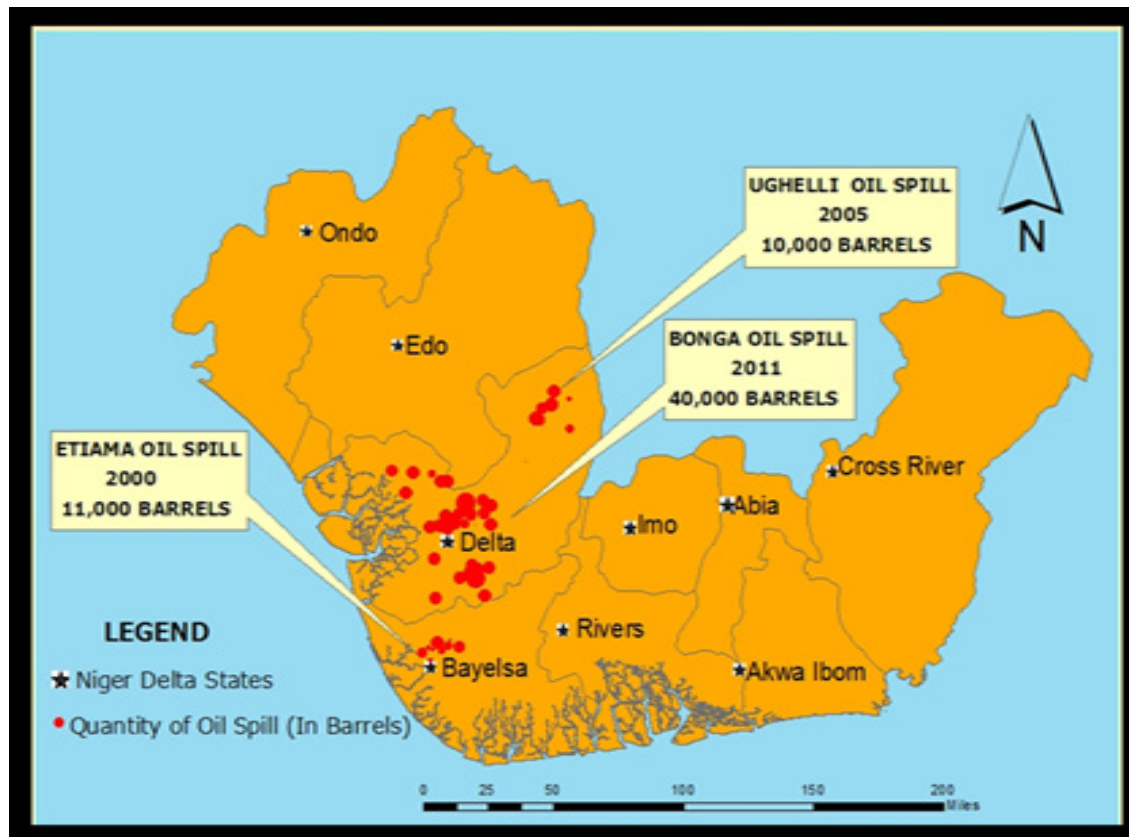 UGHELLI OIL SPILL
2005
10,000 BARRELS
N
Ondo
BONGA OIL SPILL
2011
40,000 BARRELS
Edo
ETIAMA OIL SPILL
2000
11,000 BARRELS
Cross River
Abia
Imo
Delta
Rivers
Bayelsa
Akwa Ibom
LEGEND
Niger Delta States
Quantity of Oil Spill (In Barrels)
0 25 50 100 150 200
Miles